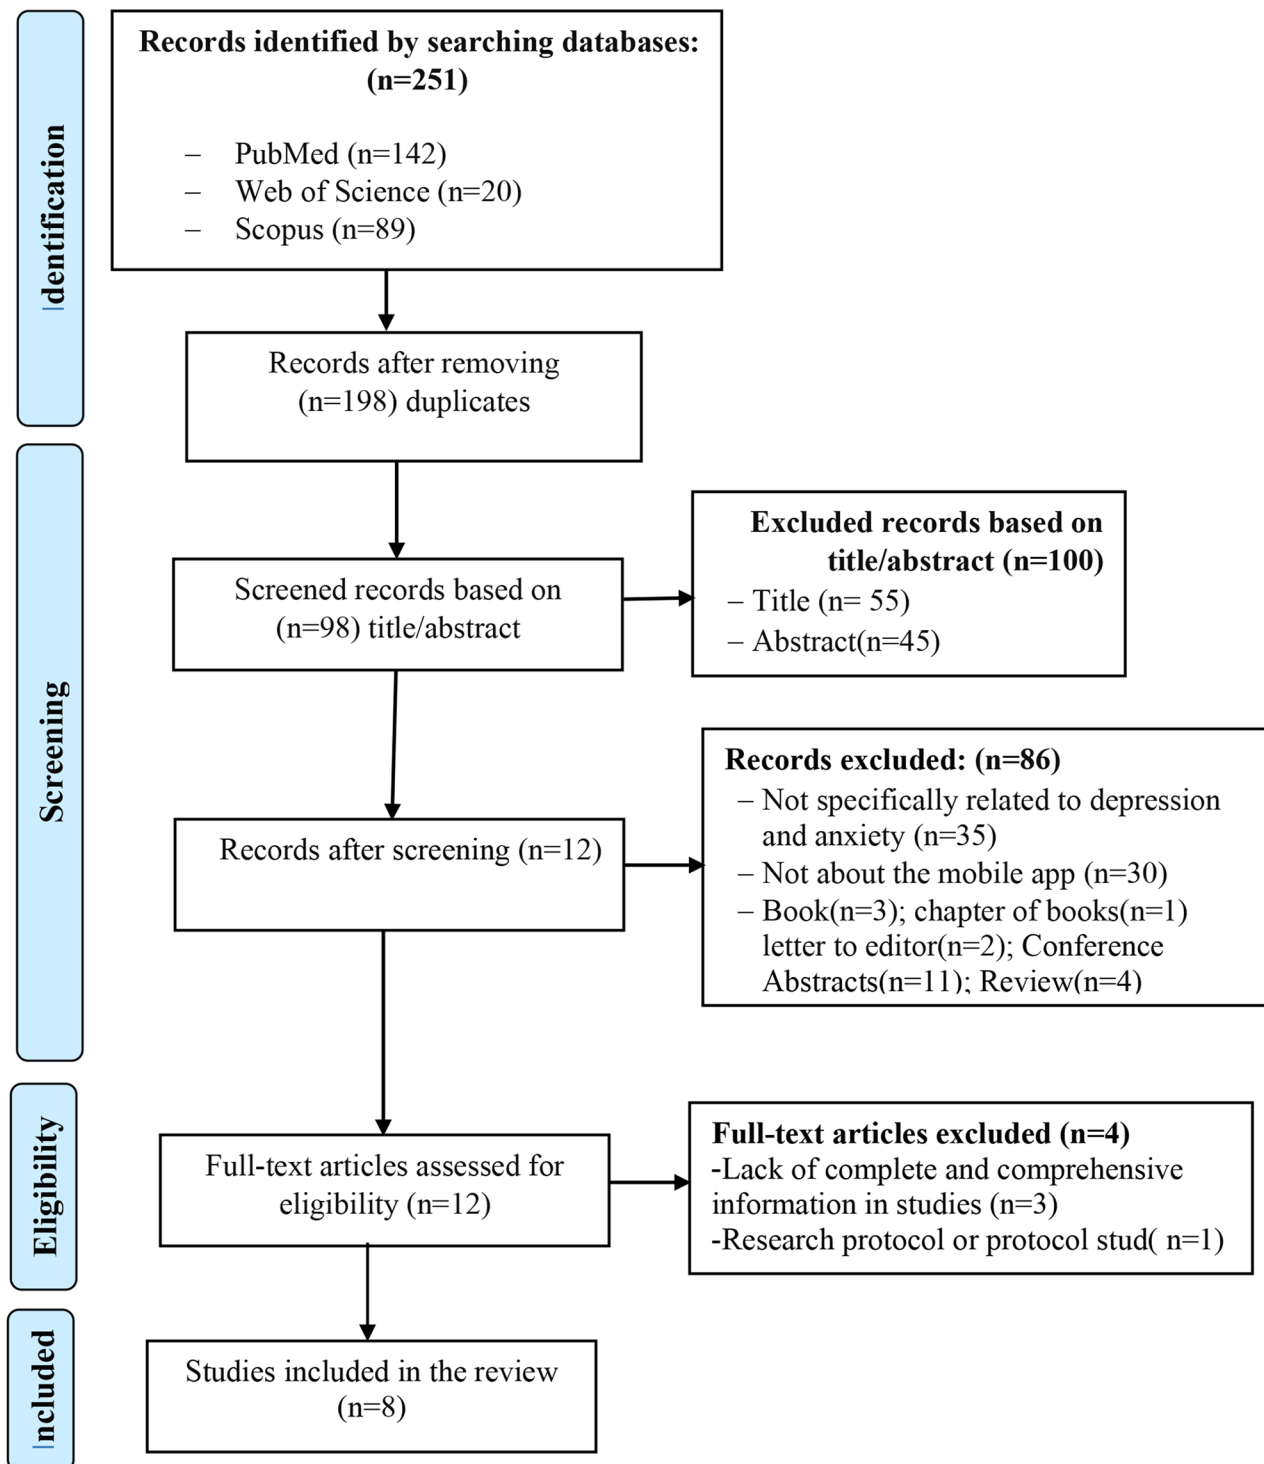 Identification
Records identified by searching databases:
(n=251)
– PubMed (n=142)
– Web of Science (n=20)
– Scopus (n=89)
Records after removing
(n=198) duplicates
Screening
Screened records based on
(n=98) title/abstract
Excluded records based on
title/abstract (n=100)
– Title (n= 55)
– Abstract(n=45)
Records after screening (n=12)
Records excluded: (n=86)
– Not specifically related to depression
and anxiety (n=35)
– Not about the mobile app (n=30)
– Book(n=3); chapter of books(n=1)
letter to editor(n=2); Conference
Abstracts(n=11); Review(n=4)
Eligibility
Full-text articles assessed for
eligibility (n=12)
Full-text articles excluded (n=4)
-Lack of complete and comprehensive
information in studies (n=3)
-Research protocol or protocol stud( n=1)
Included
Studies included in the review
(n=8)